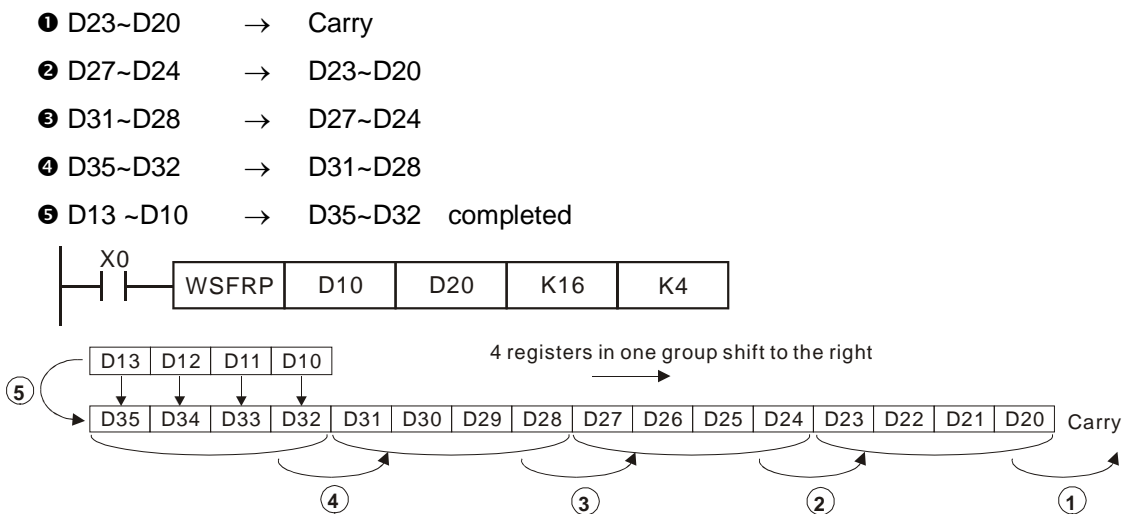 ❶ D23~D20 → Carry
❷ D27~D24 → D23~D20
❸ D31~D28 → D27~D24
❹ D35~D32 → D31~D28
❺ D13 ~D10 → D35~D32 completed
X0
WSFRP D10 D20 K16 K4
D13 D12 D11 D10 4 registers in one group shift to the right
⑤
D35 D34 D33 D32 D31 D30 D29 D28 D27 D26 D25 D24 D23 D22 D21 D20 Carry
④ ③ ② ①